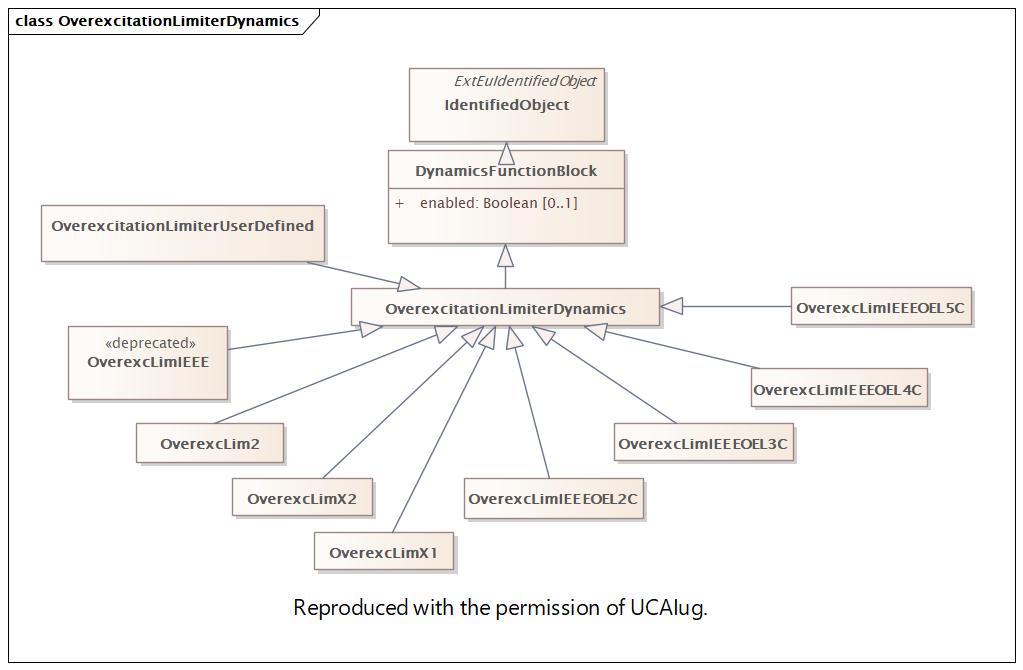 class OverexcitationLimiterDynamics
ExtEuIdentifiedObject
IdentifiedObject
DynamicsFunctionBlock
+ enabled: Boolean [0..1]
OverexcitationLimiterUserDefined
OverexcitationLimiterDynamics
OverexcLimIEEEOEL5C
«deprecated»
OverexcLimIEEE
OverexcLimIEEEOEL4C
OverexcLim2
OverexcLimIEEEOEL3C
OverexcLimX2
OverexcLimIEEEOEL2C
OverexcLimX1
Reproduced with the permission of UCAIug.